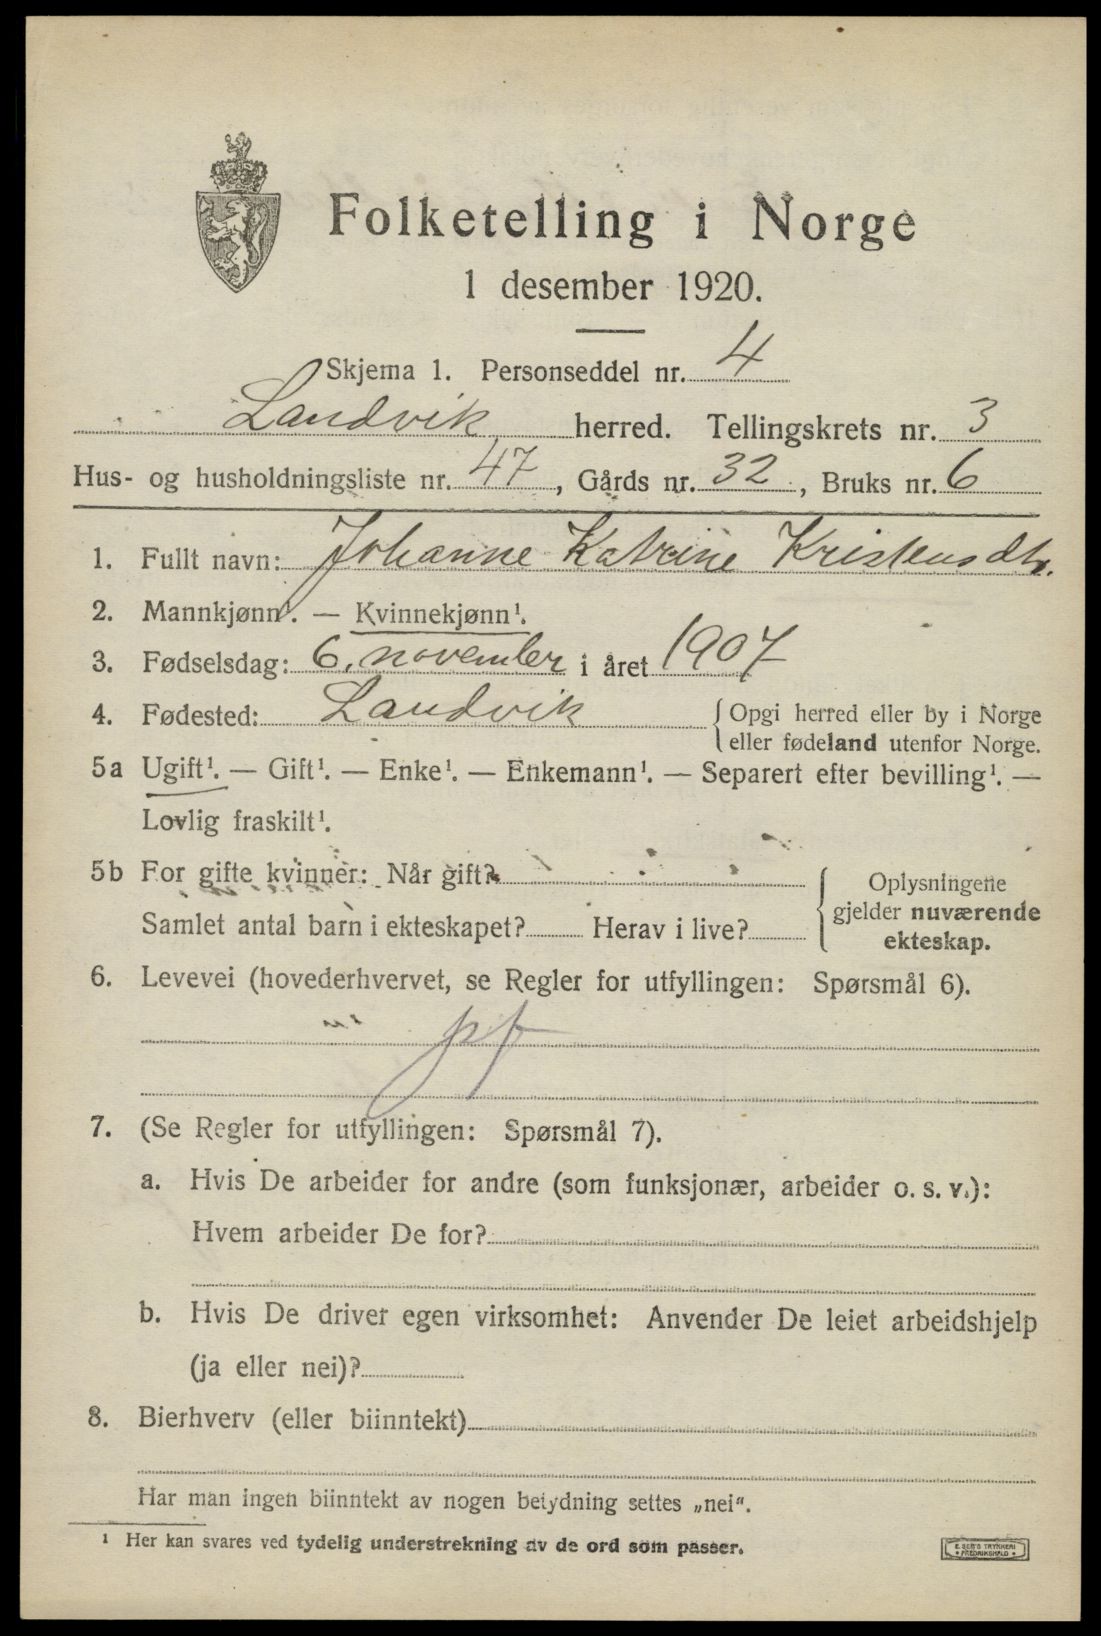 Folketelling i Norge
1 desember 1920.
Skjema 1. Personseddel nr. 4
Landvik herred. Tellingskrets nr. 3
Hus- og husholdningsliste nr. 47, Gårds nr. 32, Bruks nr. 6
1. Fullt navn: Johanne Katrine Kristensdtr.
2. Mannkjønn¹. — Kvinnekjønn¹.
3. Fødselsdag: 6. november i året 1907
4. Fødested: Landvik { Opgi herred eller by i Norge
eller fødeland utenfor Norge.
5a Ugift¹. — Gift¹. — Enke¹. — Enkemann¹. — Separert efter bevilling¹. —
Lovlig fraskilt¹.
5b For gifte kvinner: Når gift?
Samlet antal barn i ekteskapet? Herav i live?
{ Oplysningene
gjelder nuværende
ekteskap.
6. Levevei (hovederhvervet, se Regler for utfyllingen: Spørsmål 6).
pf
7. (Se Regler for utfyllingen: Spørsmål 7).
a. Hvis De arbeider for andre (som funksjonær, arbeider o. s. v.):
Hvem arbeider De for?
b. Hvis De driver egen virksomhet: Anvender De leiet arbeidshjelp
(ja eller nei)?
8. Bierhverv (eller biinntekt)
Har man ingen biinntekt av nogen betydning settes „nei".
¹ Her kan svares ved tydelig understrekning av de ord som passer.
E. SEM'S TRYKKERI
• FREDRIKSHALD •